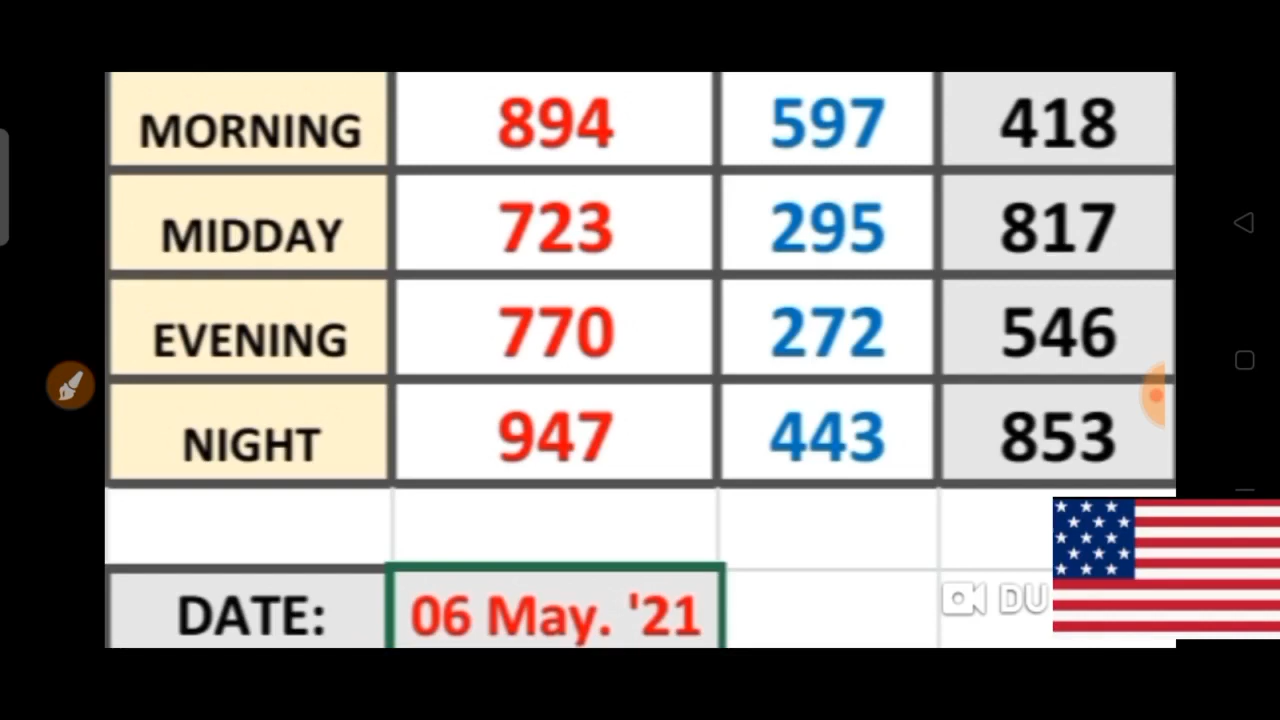 MORNING 894 597 418
MIDDAY 723 295 817
EVENING 770 272 546
NIGHT 947 443 853
DATE: 06 May. '21
DU